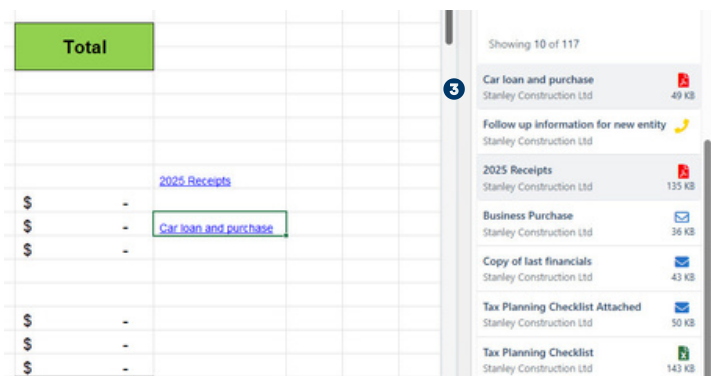 Total
2025 Receipts
$ -
$ - Car loan and purchase
$ -
$ -
$ -
$ -
Showing 10 of 117
3
Car loan and purchase
Stanley Construction Ltd 49 KB
Follow up information for new entity
Stanley Construction Ltd
2025 Receipts
Stanley Construction Ltd 135 KB
Business Purchase
Stanley Construction Ltd 36 KB
Copy of last financials
Stanley Construction Ltd 43 KB
Tax Planning Checklist Attached
Stanley Construction Ltd 50 KB
Tax Planning Checklist
Stanley Construction Ltd 143 KB